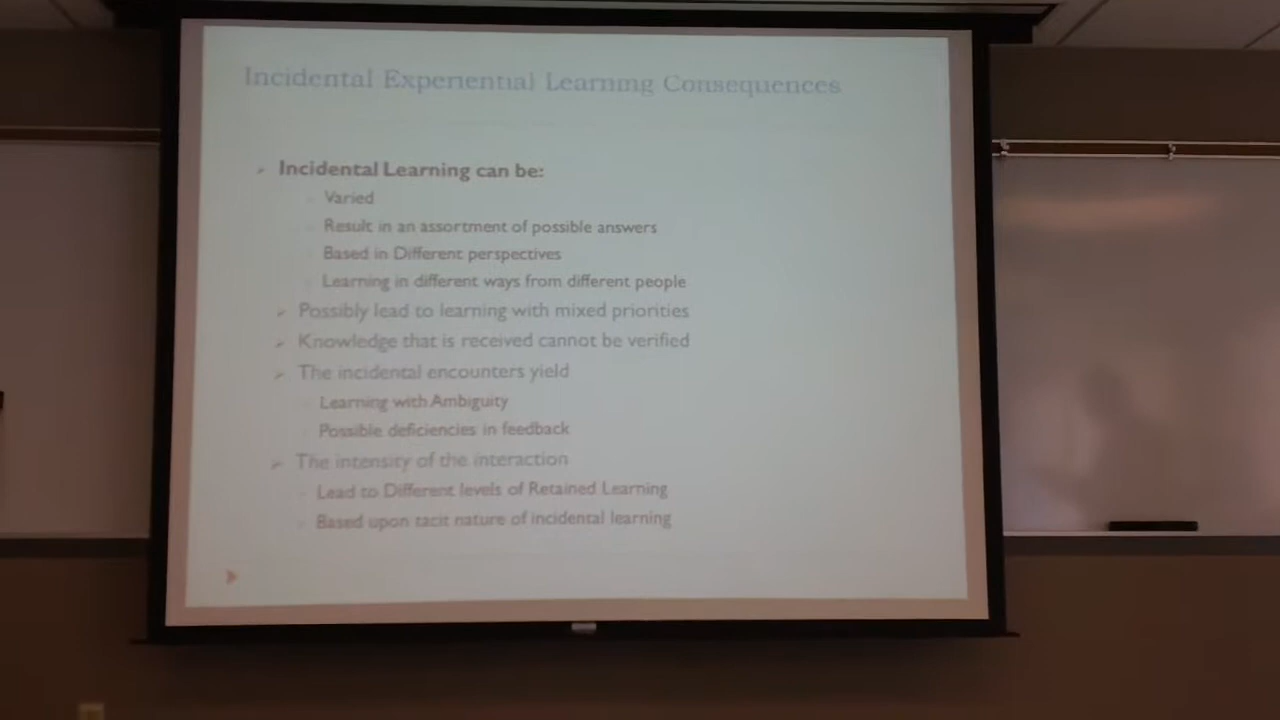 Incidental Experiential Learning Consequences
Incidental Learning can be:
Varied
Result in an assortment of possible answers
Based in Different perspectives
Learning in different ways from different people
Possibly lead to learning with mixed priorities
Knowledge that is received cannot be verified
The incidental encounters yield
Learning with Ambiguity
Possible deficiencies in feedback
The intensity of the interaction
Lead to Different levels of Retained Learning
Based upon tacit nature of incidental learning